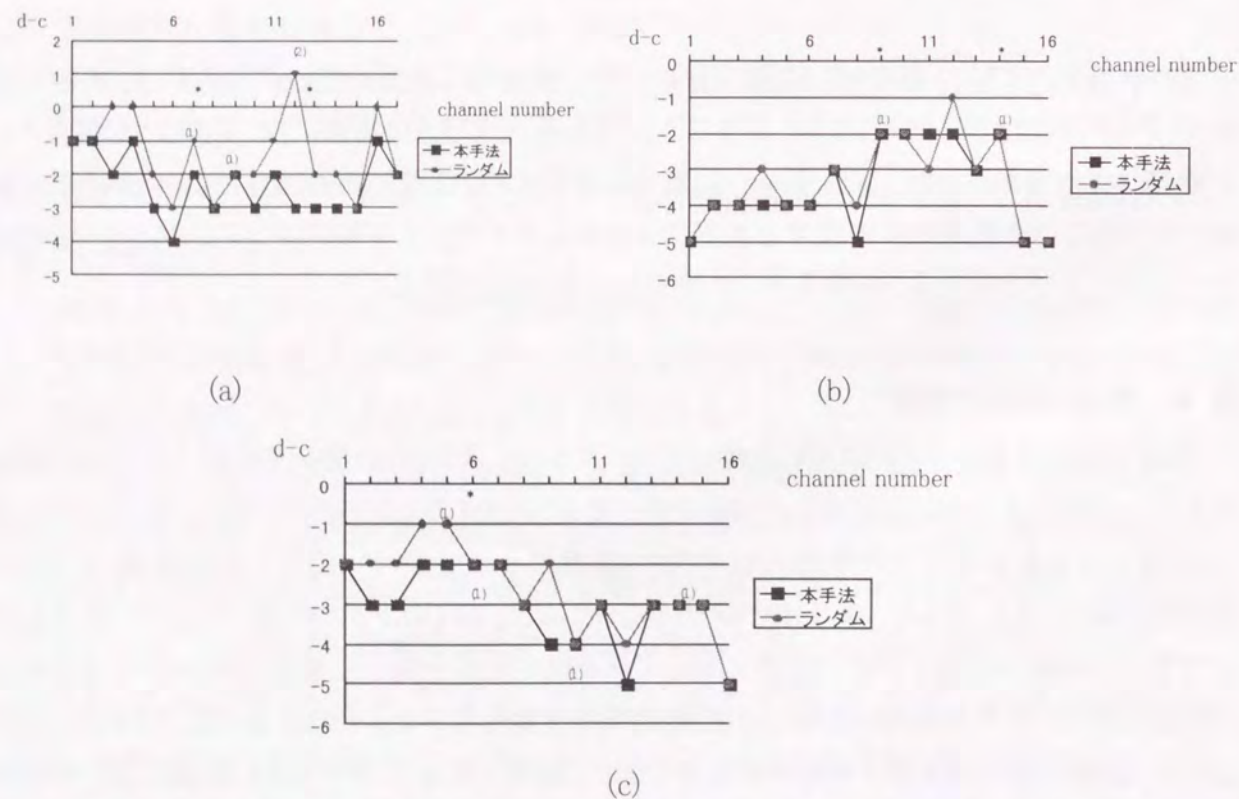 d-c
1 6 11 16
2
1
0
-1
-2
-3
-4
-5
(2)
*
*
(1)
(1)
channel number
本手法
ランダム
(a)
d-c
1 6 11 16
*
*
0
-1
-2
-3
-4
-5
-6
(1)
(1)
channel number
本手法
ランダム
(b)
d-c
1 6 11 16
0
-1
-2
-3
-4
-5
-6
*
(1)
(1)
(1)
(1)
channel number
本手法
ランダム
(c)